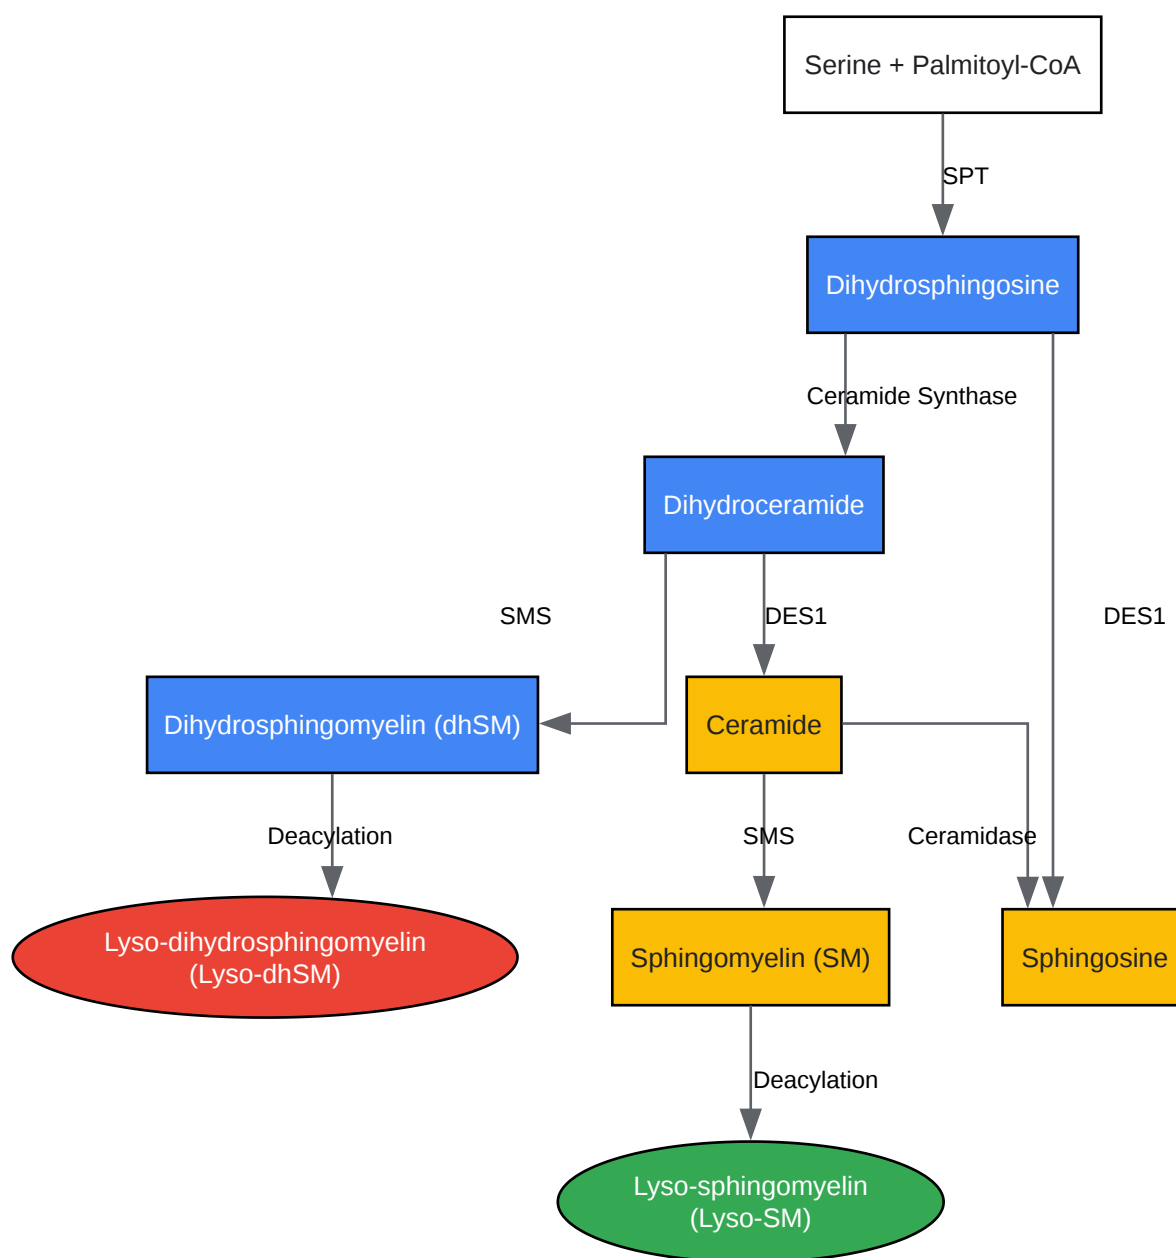 Serine + Palmitoyl-CoA
SPT
Dihydrosphingosine
Ceramide Synthase
Dihydroceramide
SMS
DES1
DES1
Dihydrosphingomyelin (dhSM)
Ceramide
Deacylation
SMS
Ceramidase
Lyso-dihydrosphingomyelin
(Lyso-dhSM)
Sphingomyelin (SM)
Sphingosine
Deacylation
Lyso-sphingomyelin
(Lyso-SM)